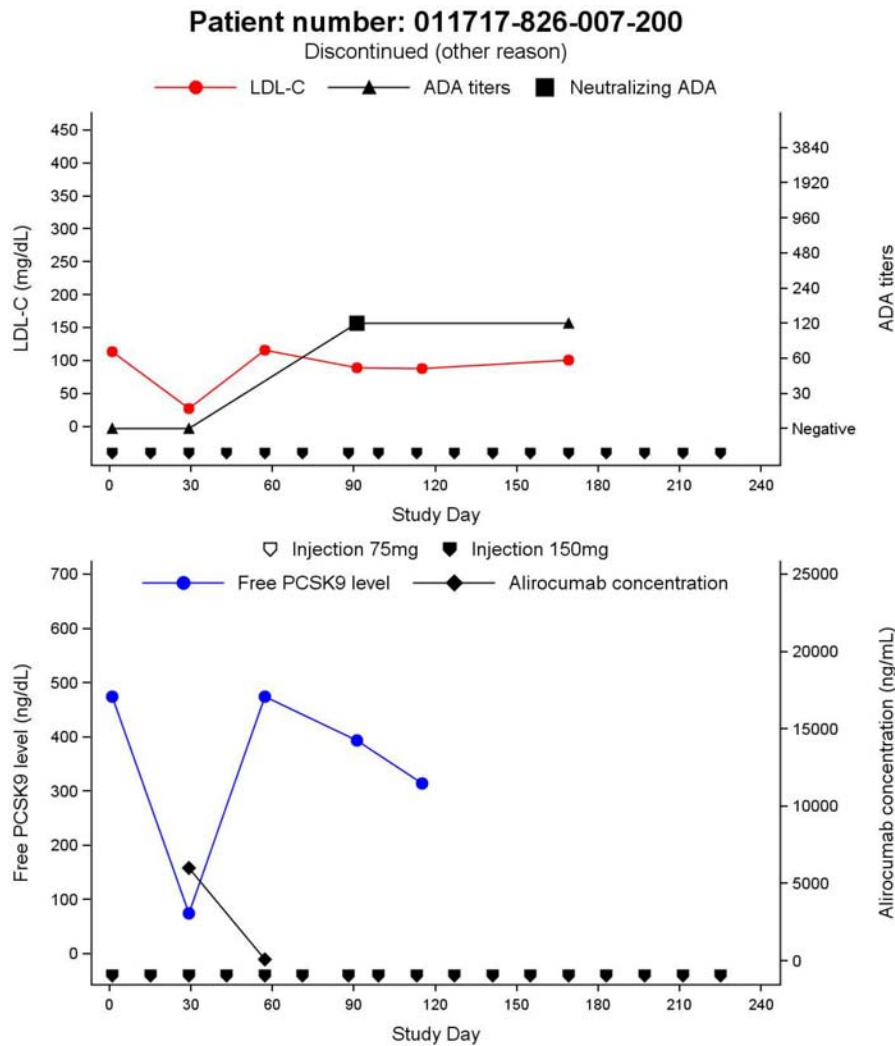 Patient number: 011717-826-007-200
Discontinued (other reason)
LDL-C ADA titers Neutralizing ADA
LDL-C (mg/dL)
450
400
350
300
250
200
150
100
50
0
3840
1920
960
480
240
120
60
30
Negative
ADA titers
0 30 60 90 120 150 180 210 240
Study Day
Injection 75mg Injection 150mg
Free PCSK9 level Alirocumab concentration
Free PCSK9 level (ng/dL)
700
600
500
400
300
200
100
0
25000
20000
15000
10000
5000
0
Alirocumab concentration (ng/mL)
0 30 60 90 120 150 180 210 240
Study Day